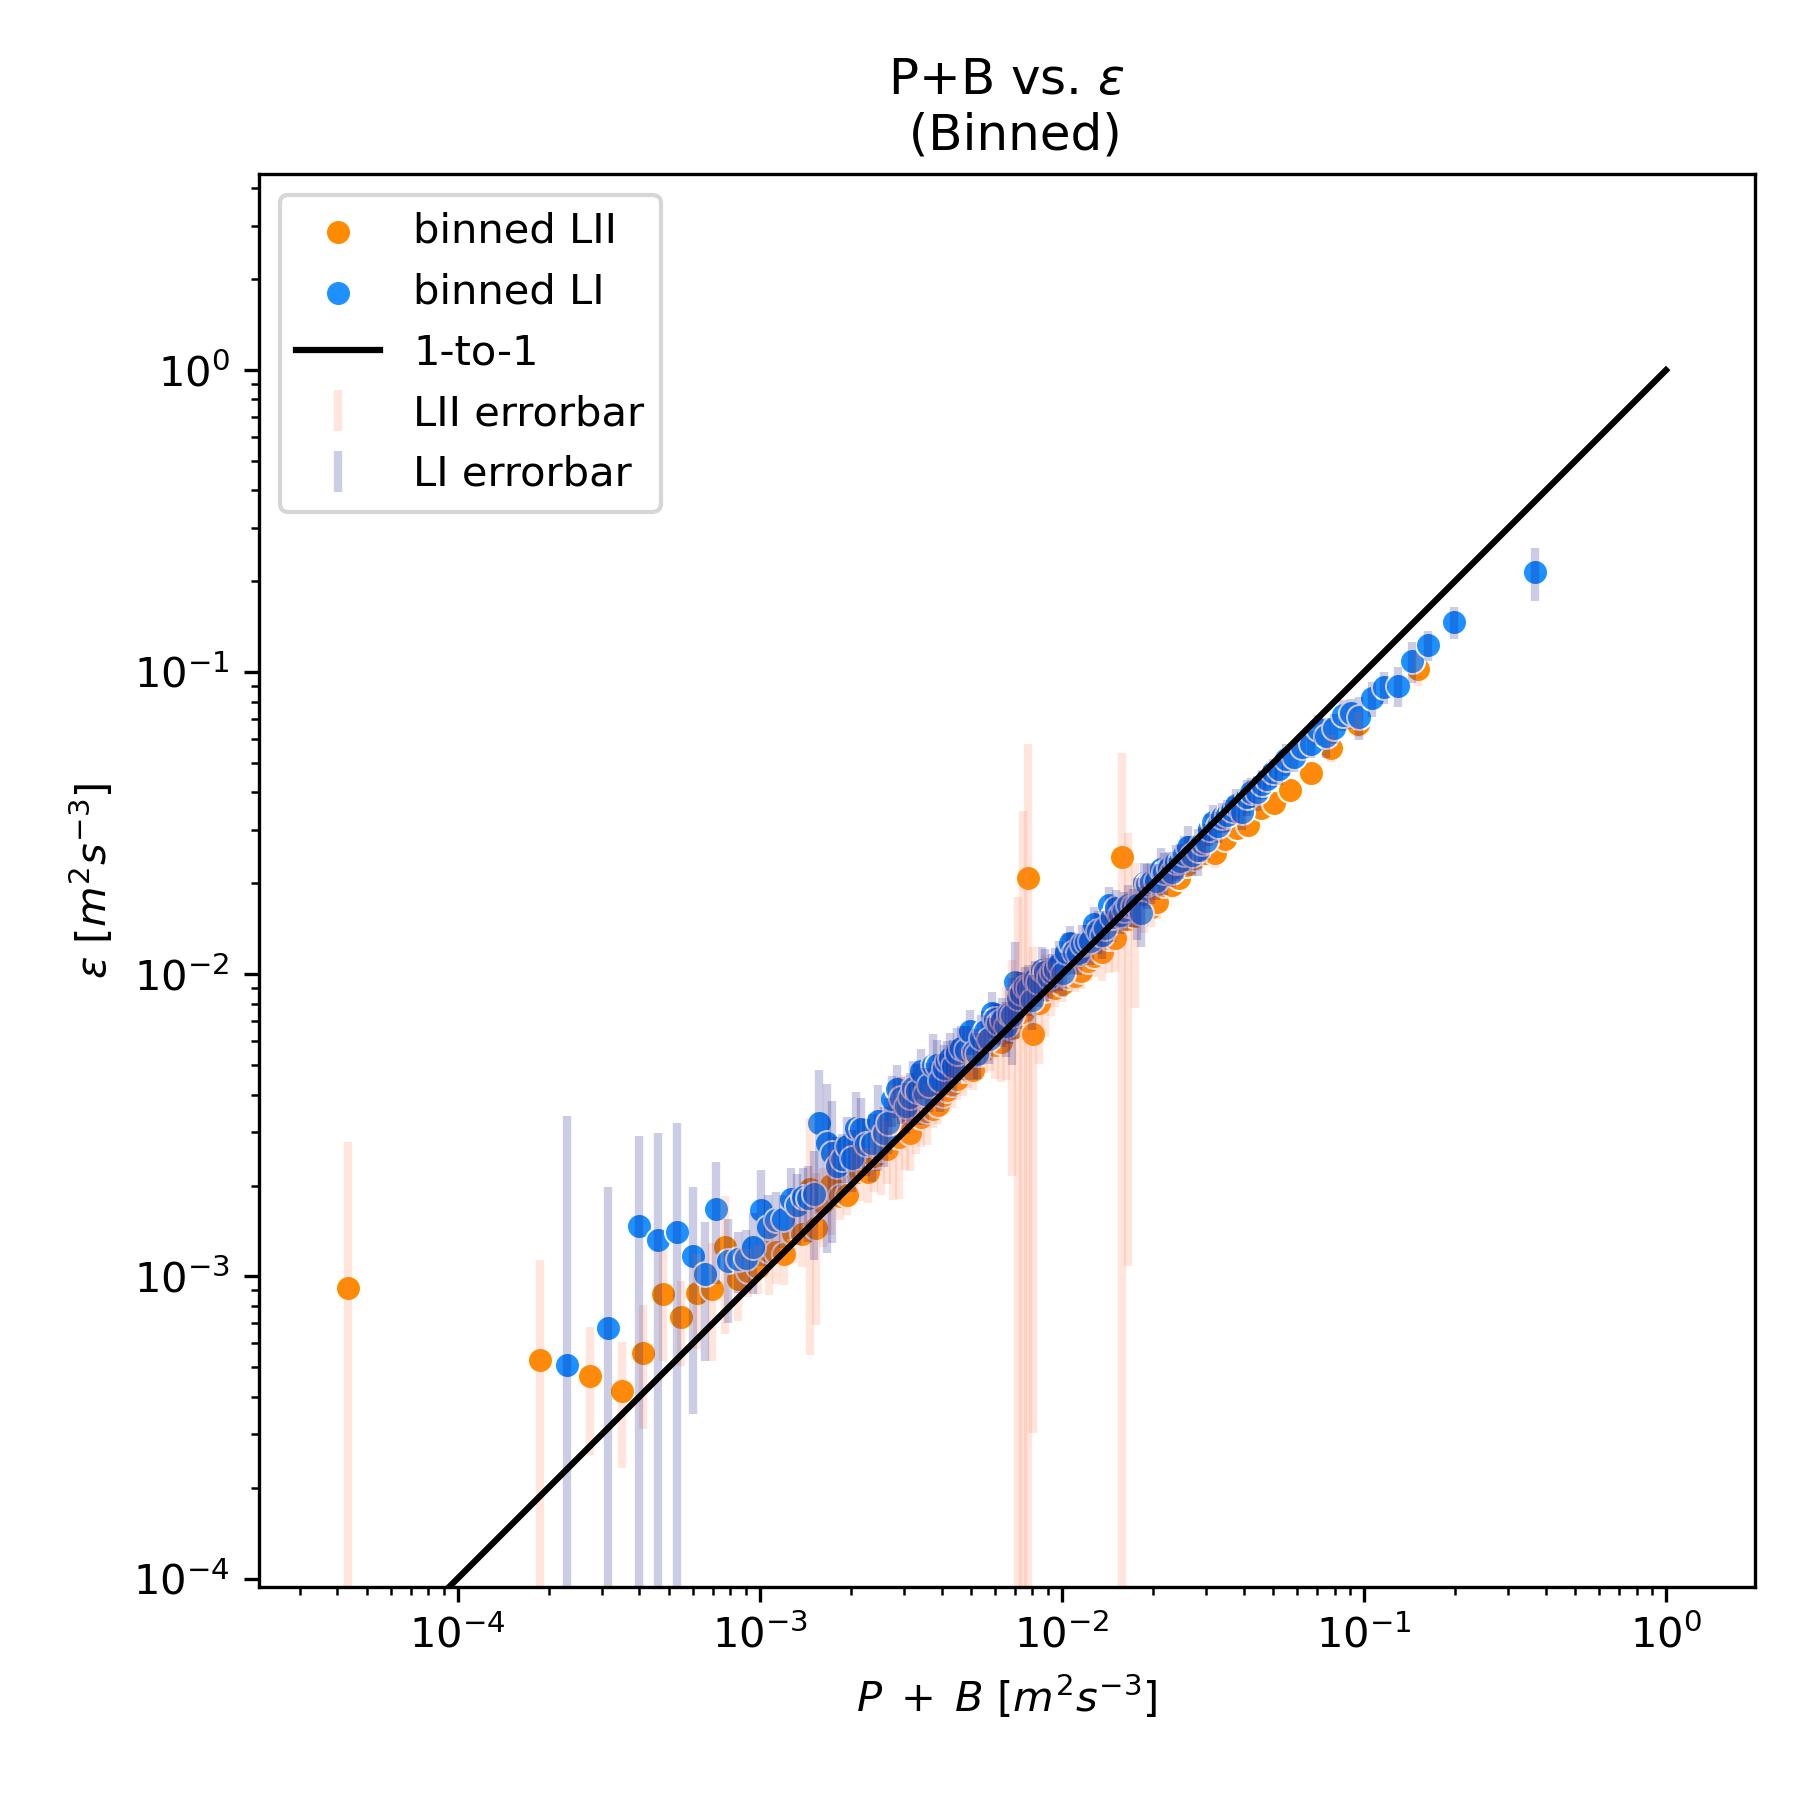 P+B vs. ε
(Binned)
binned LII
binned LI
1-to-1
LII errorbar
LI errorbar
10⁰
10⁻¹
10⁻²
10⁻³
10⁻⁴
ε [m²s⁻³]
10⁻⁴ 10⁻³ 10⁻² 10⁻¹ 10⁰
P + B [m²s⁻³]